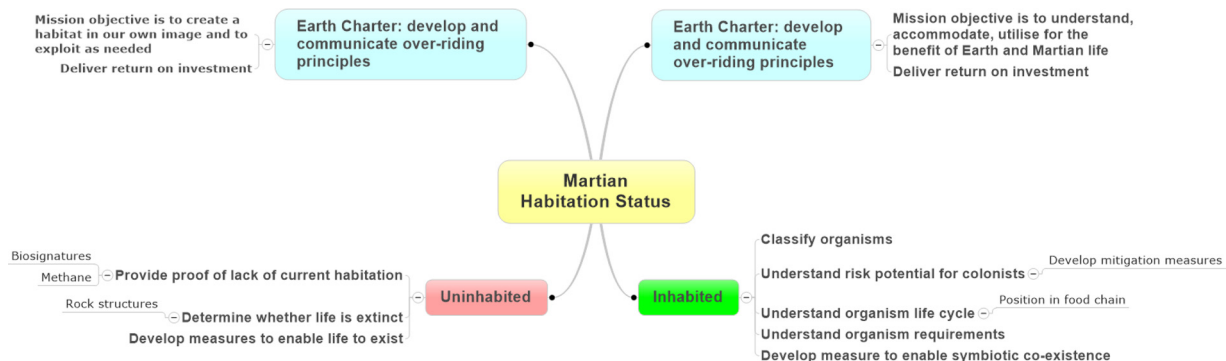 Mission objective is to create a
habitat in our own image and to
exploit as needed
Deliver return on investment
Earth Charter: develop and
communicate over-riding
principles
Earth Charter: develop
and communicate
over-riding principles
Mission objective is to understand,
accommodate, utilise for the
benefit of Earth and Martian life
Deliver return on investment
Martian
Habitation Status
Biosignatures
Methane
Provide proof of lack of current habitation
Rock structures
Determine whether life is extinct
Develop measures to enable life to exist
Uninhabited
Inhabited
Classify organisms
Understand risk potential for colonists
Develop mitigation measures
Understand organism life cycle
Position in food chain
Understand organism requirements
Develop measure to enable symbiotic co-existence